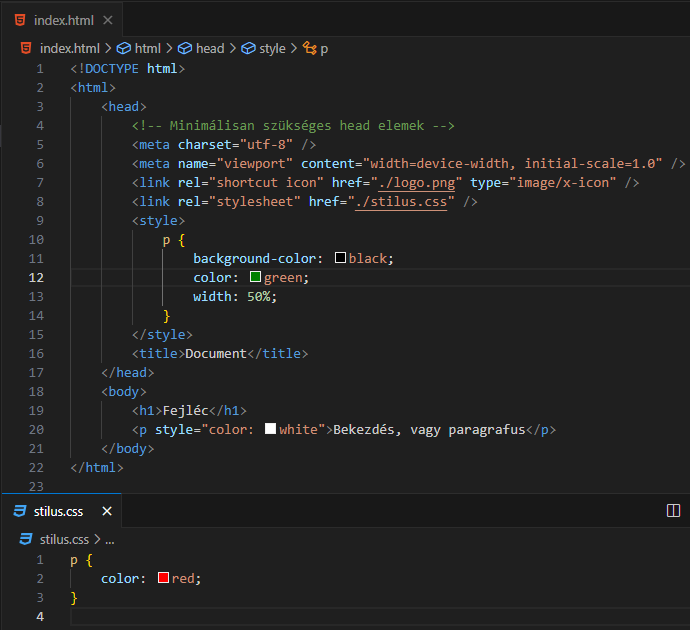 index.html
index.html > html > head > style > p
1 <!DOCTYPE html>
2 <html>
3 <head>
4 <!-- Minimálisan szükséges head elemek -->
5 <meta charset="utf-8" />
6 <meta name="viewport" content="width=device-width, initial-scale=1.0" />
7 <link rel="shortcut icon" href="./logo.png" type="image/x-icon" />
8 <link rel="stylesheet" href="./stilus.css" />
9 <style>
10 p {
11 background-color: black;
12 color: green;
13 width: 50%;
14 }
15 </style>
16 <title>Document</title>
17 </head>
18 <body>
19 <h1>Fejléc</h1>
20 <p style="color: white">Bekezdés, vagy paragrafus</p>
21 </body>
22 </html>
23
stilus.css
stilus.css > ...
1 p {
2 color: red;
3 }
4